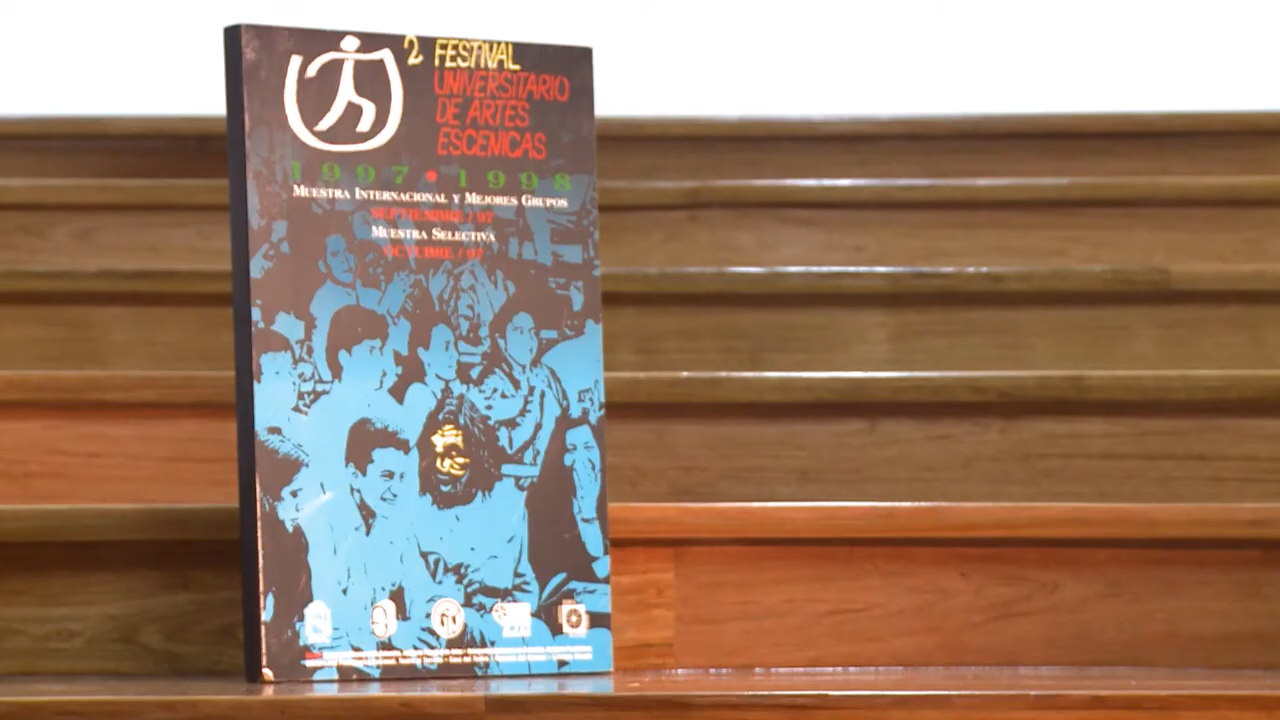 2 FESTIVAL
UNIVERSITARIO
DE ARTES
ESCENICAS
1997 • 1998
MUESTRA INTERNACIONAL Y MEJORES GRUPOS
SEPTIEMBRE / 97
MUESTRA SELECTIVA
OCTUBRE / 97